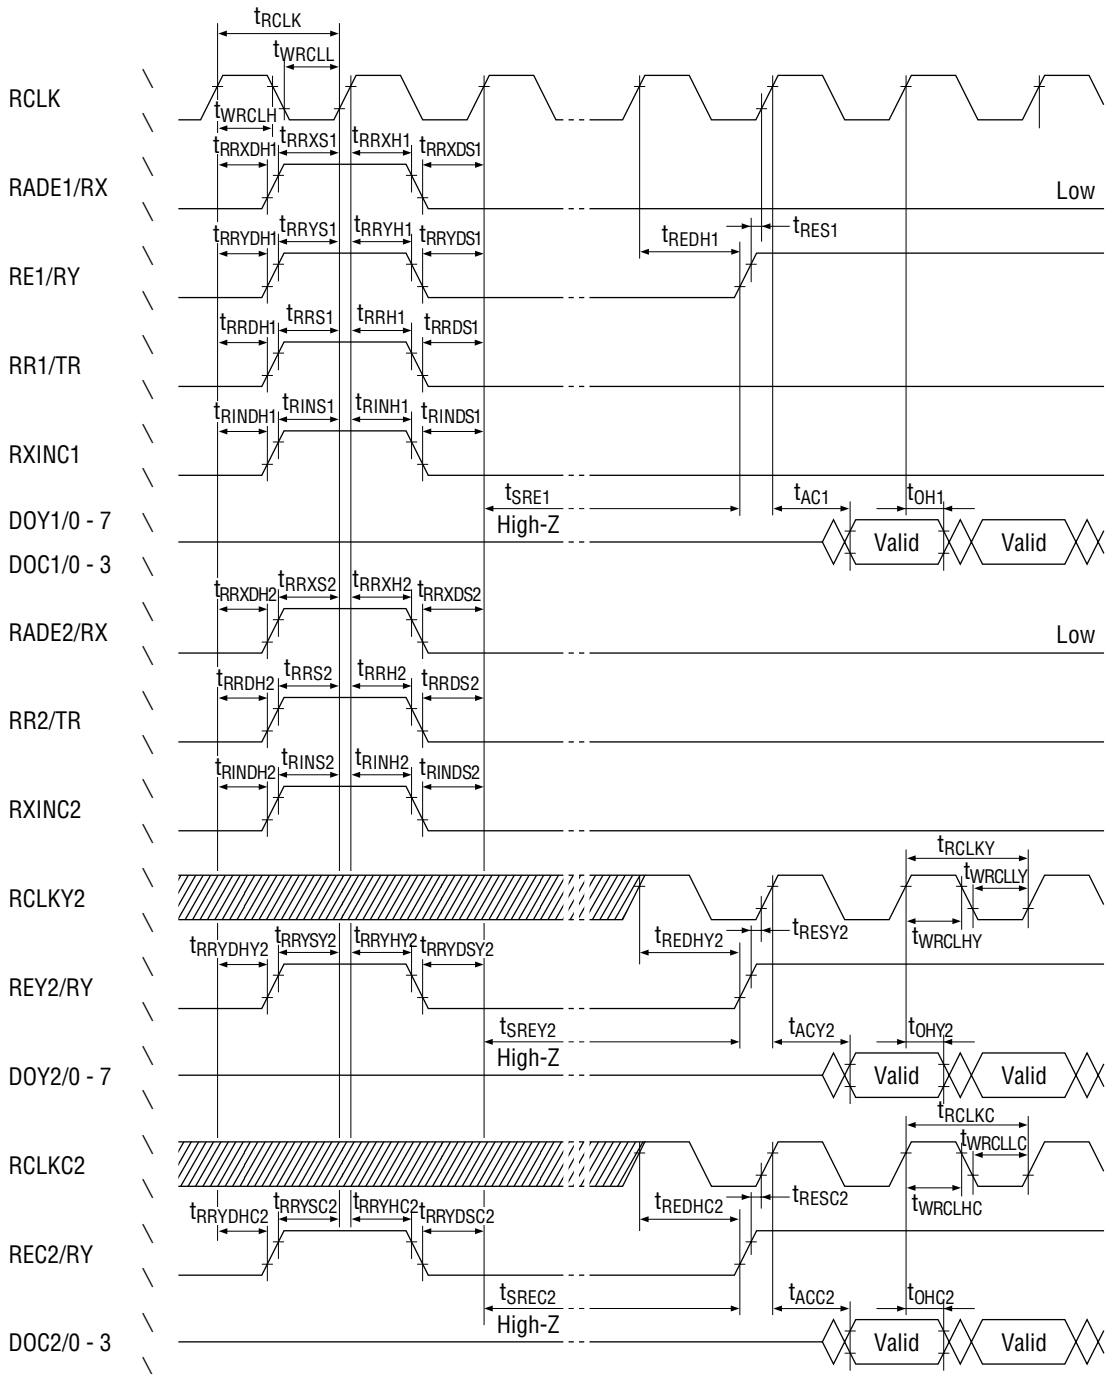 tRCLK
tWRCLL
RCLK
tWRCLH
tRRXDH1 tRRXS1 tRRXH1 tRRXDS1
RADE1/RX Low
tRRYDH1 tRRYS1 tRRYH1 tRRYDS1 tREDH1 tRES1
RE1/RY
tRRDH1 tRRS1 tRRH1 tRRDS1
RR1/TR
tRINDH1 tRINS1 tRINH1 tRINDS1
RXINC1
tSRE1 tAC1 tOH1
DOY1/0 - 7 High-Z
Valid Valid
DOC1/0 - 3
tRRXDH2 tRRXS2 tRRXH2 tRRXDS2
RADE2/RX Low
tRRDH2 tRRS2 tRRH2 tRRDS2
RR2/TR
tRINDH2 tRINS2 tRINH2 tRINDS2
RXINC2
tRCLKY
tWRCLLY
RCLKY2
tREDHY2 tRESY2 tWRCLHY
tRRYDHY2 tRRYSY2 tRRYHY2 tRRYDSY2
REY2/RY
tSREY2 tACY2 tOHY2
High-Z
DOY2/0 - 7 Valid Valid
tRCLKC
tWRCLLC
RCLKC2
tREDHC2 tRESC2 tWRCLHC
tRRYDHC2 tRRYSC2 tRRYHC2 tRRYDSC2
REC2/RY
tSREC2 tACC2 tOHC2
High-Z
DOC2/0 - 3 Valid Valid